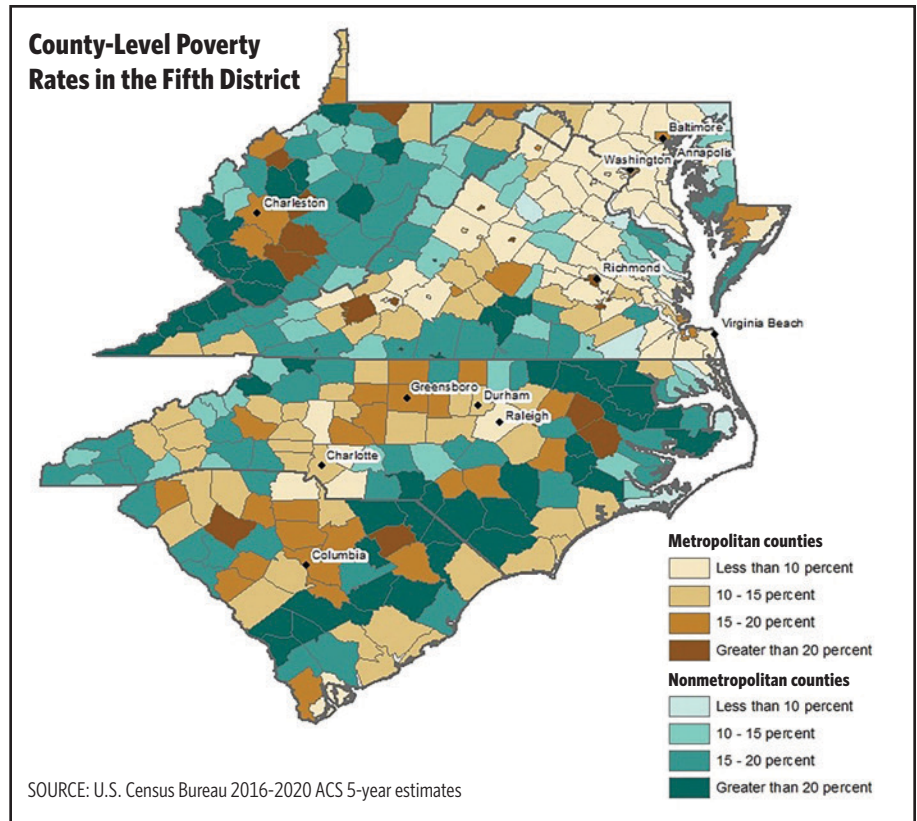 County-Level Poverty
Rates in the Fifth District
Baltimore
Annapolis
Washington
Charleston
Richmond
Virginia Beach
Greensboro
Durham
Raleigh
Charlotte
Columbia
Metropolitan counties
Less than 10 percent
10 - 15 percent
15 - 20 percent
Greater than 20 percent
Nonmetropolitan counties
Less than 10 percent
10 - 15 percent
15 - 20 percent
Greater than 20 percent
SOURCE: U.S. Census Bureau 2016-2020 ACS 5-year estimates